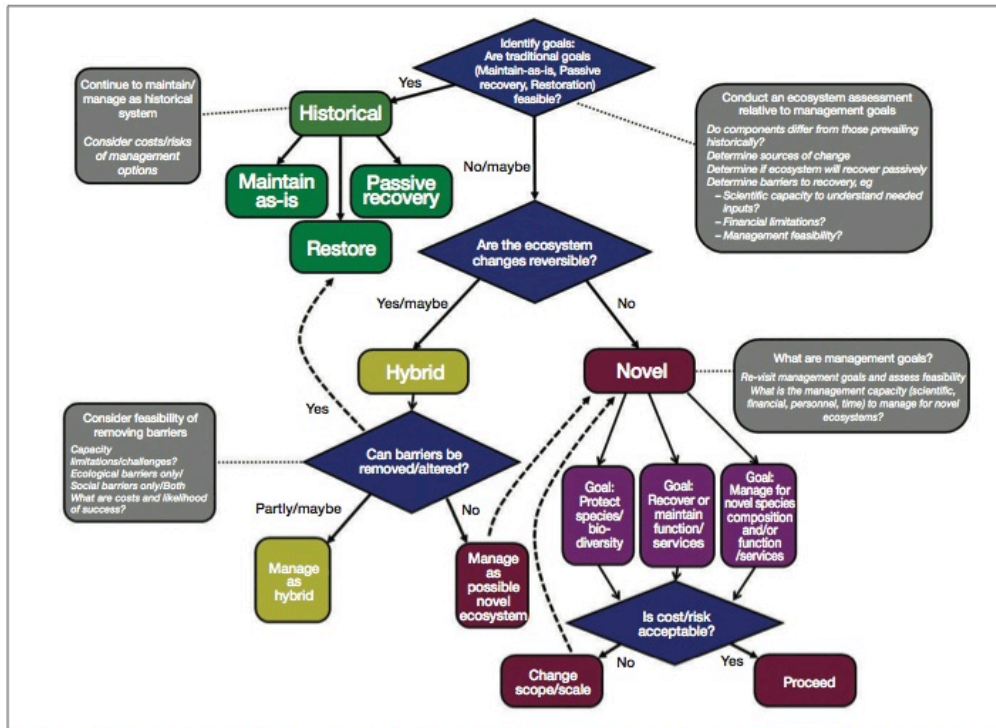 Identify goals:
Are traditional goals
(Maintain-as-is, Passive
recovery, Restoration)
feasible?
Yes
Continue to maintain/
manage as historical
system
Consider costs/risks
of management
options
Historical
Maintain
as-is
Passive
recovery
Restore
No/maybe
Conduct an ecosystem assessment
relative to management goals
Do components differ from those prevailing
historically?
Determine sources of change
Determine if ecosystem will recover passively
Determine barriers to recovery, eg
– Scientific capacity to understand needed
inputs?
– Financial limitations?
– Management feasibility?
Are the ecosystem
changes reversible?
Yes/maybe
No
Hybrid
Novel
What are management goals?
Re-visit management goals and assess feasibility
What is the management capacity (scientific,
financial, personnel, time) to manage for novel
ecosystems?
Yes
Consider feasibility of
removing barriers
Capacity
limitations/challenges?
Ecological barriers only/
Social barriers only/Both
What are costs and likelihood
of success?
Can barriers be
removed/altered?
Partly/maybe
No
Manage
as
hybrid
Manage
as
possible
novel
ecosystem
Goal:
Protect
species/
bio-
diversity
Goal:
Recover or
maintain
function/
services
Goal:
Manage for
novel species
composition
and/or
function
/services
Is cost/risk
acceptable?
No
Yes
Change
scope/scale
Proceed